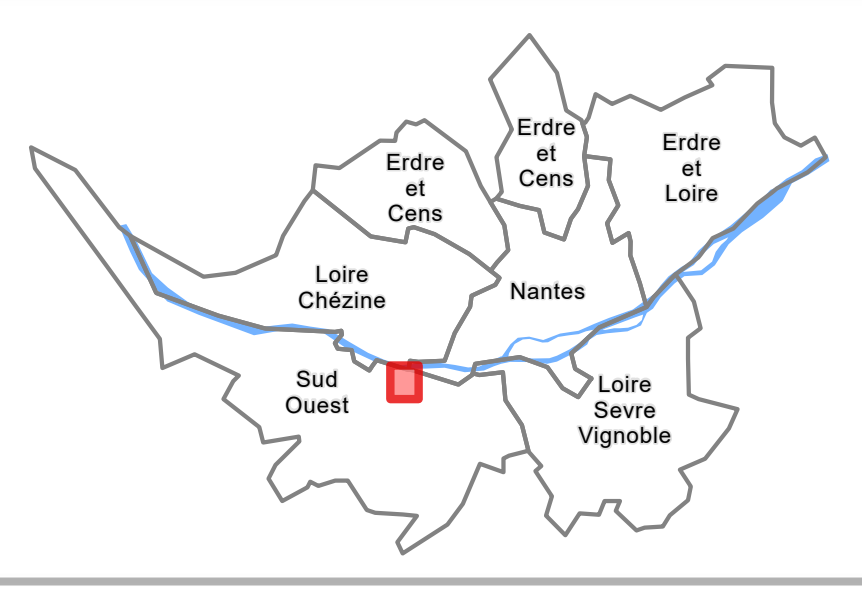 Erdre
et
Cens
Erdre
et
Loire
Erdre
et
Cens
Loire
Chézine
Nantes
Sud
Ouest
Loire
Sevre
Vignoble